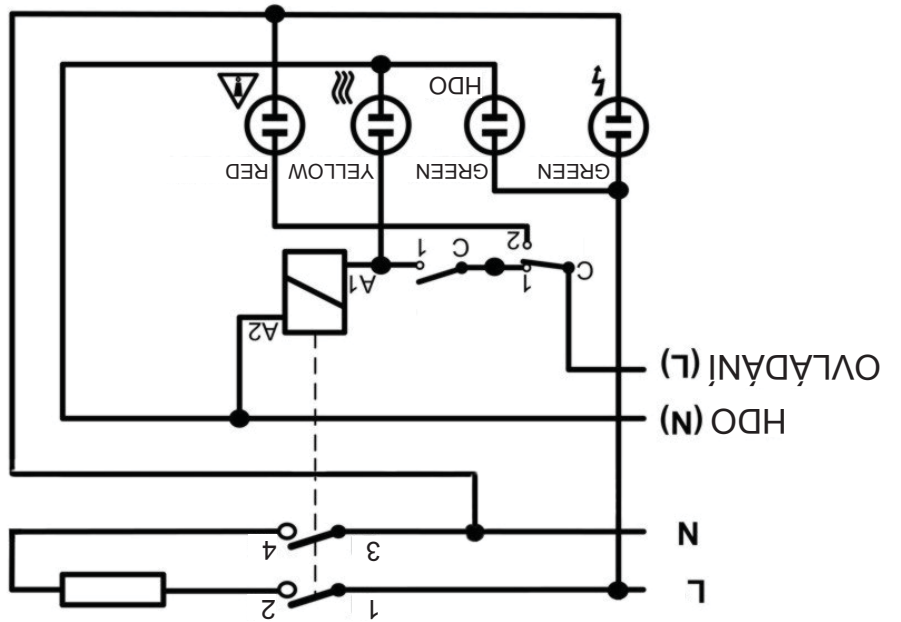 L
1
2
N
3
4
HDO (N)
OVLÁDÁNÍ (L)
A2
C
1
2
C
1
A1
GREEN
GREEN
YELLOW
RED
HDO